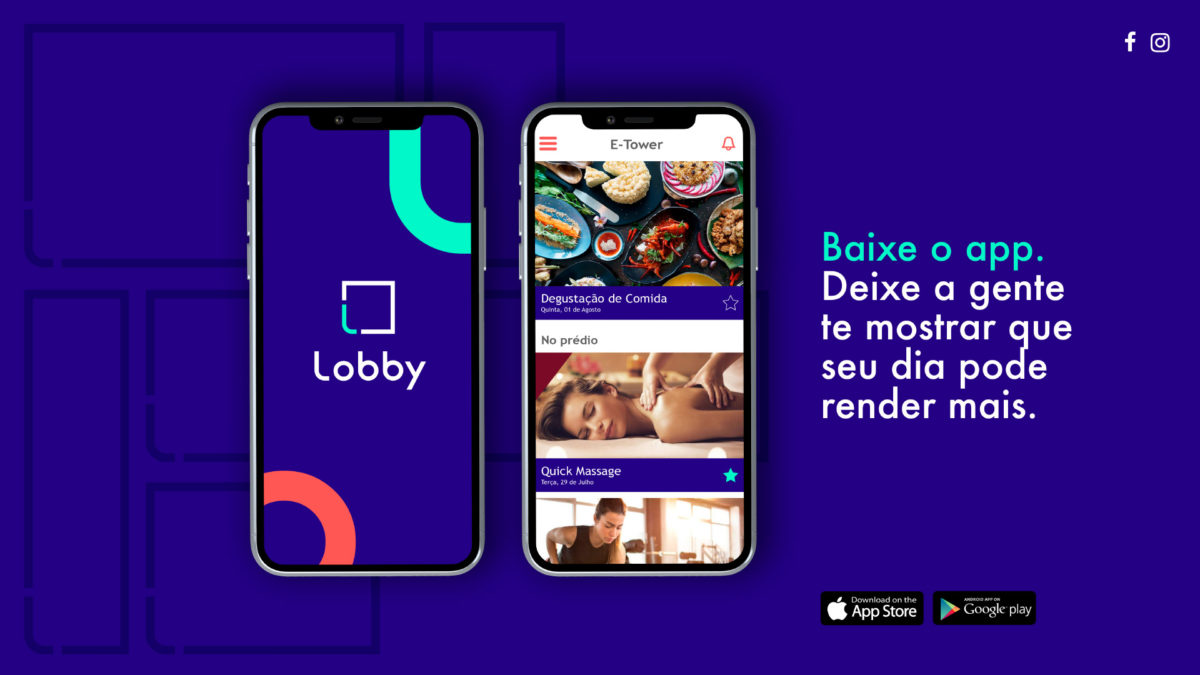 Lobby
E-Tower
Degustação de Comida
Quinta, 01 de Agosto
No prédio
Quick Massage
Terça, 29 de Julho
Baixe o app.
Deixe a gente
te mostrar que
seu dia pode
render mais.
Download on the
App Store
ANDROID APP ON
Google play